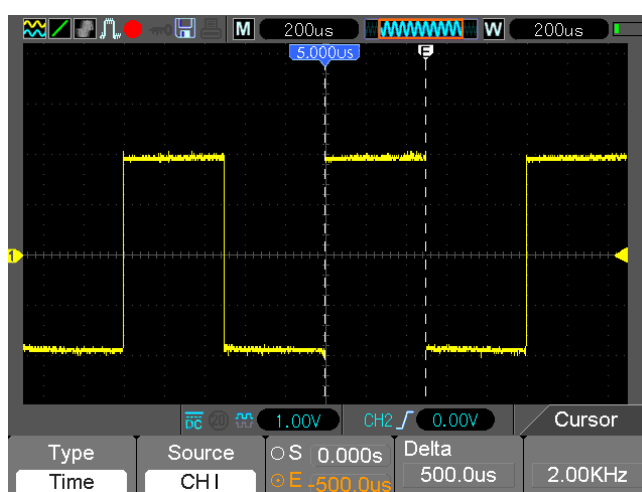 M 200us W 200us
5.000us
E
1
DC 20 1.00V CH2 0.00V Cursor
Type Source S 0.000s Delta
Time CH1 E -500.0us 500.0us 2.00KHz